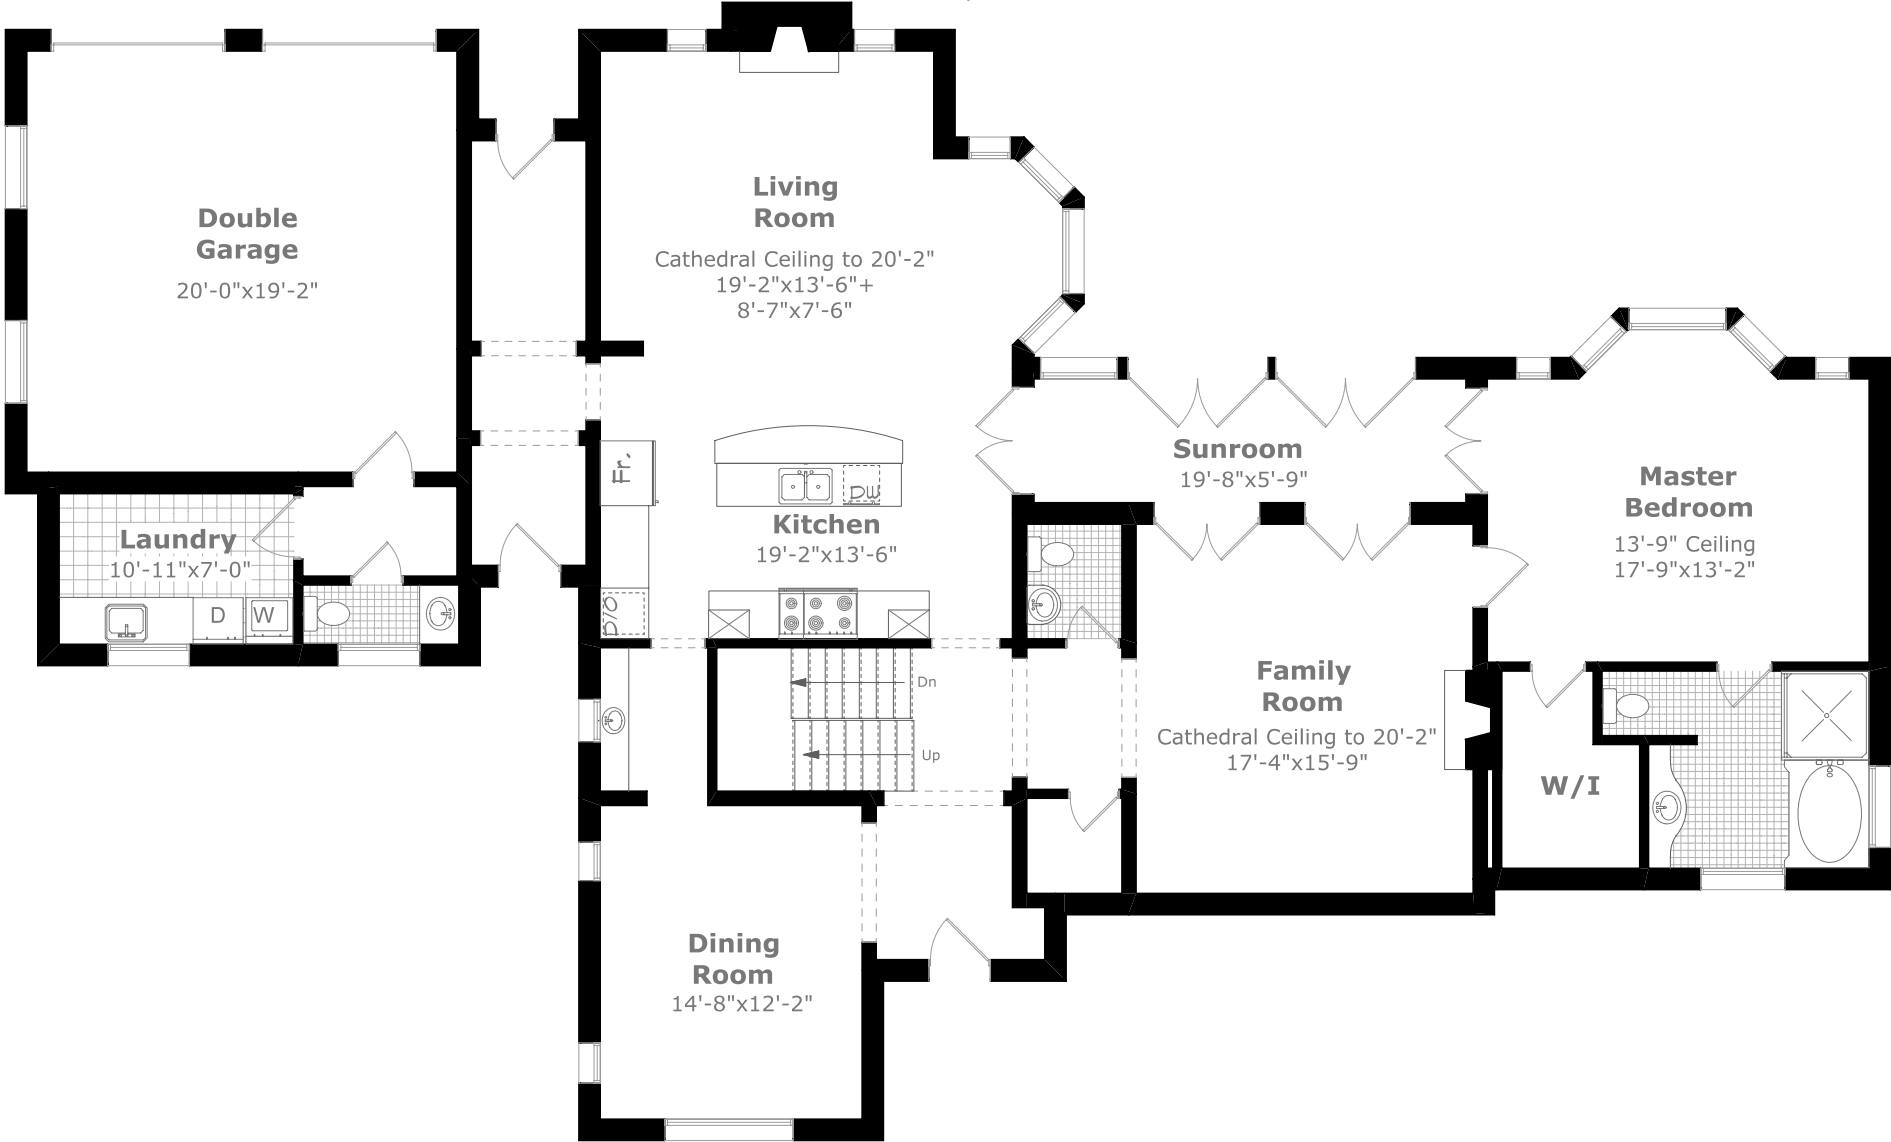 Double
Garage
20'-0"x19'-2"
Living
Room
Cathedral Ceiling to 20'-2"
19'-2"x13'-6"+
8'-7"x7'-6"
Fr.
DW
Kitchen
19'-2"x13'-6"
D/O
Sunroom
19'-8"x5'-9"
Master
Bedroom
13'-9" Ceiling
17'-9"x13'-2"
Laundry
10'-11"x7'-0"
D
W
Dn
Up
Family
Room
Cathedral Ceiling to 20'-2"
17'-4"x15'-9"
W/I
Dining
Room
14'-8"x12'-2"